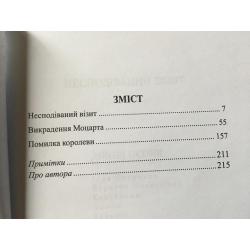 ЗМІСТ
Несподіваний візит 7
Викрадення Моцарта 55
Помилка королеви 157
Примітки 211
Про автора 215